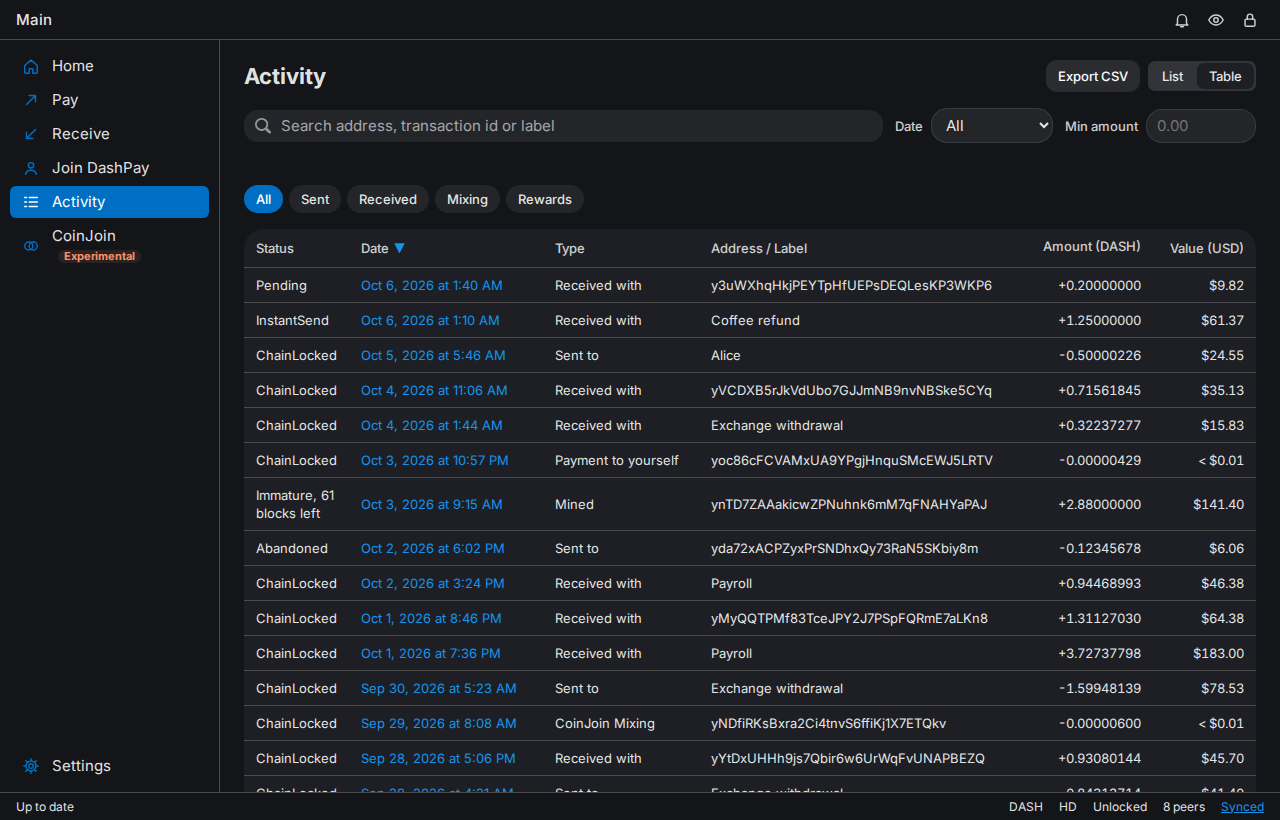 Main
Home
Pay
Receive
Join DashPay
Activity
CoinJoin
Experimental
Settings
Activity
Export CSV
List Table
Search address, transaction id or label
Date All Min amount 0.00
All Sent Received Mixing Rewards
Status Date ▼ Type Address / Label Amount (DASH) Value (USD)
Pending Oct 6, 2026 at 1:40 AM Received with y3uWXhqHkjPEYTpHfUEPsDEQLesKP3WKP6 +0.20000000 $9.82
InstantSend Oct 6, 2026 at 1:10 AM Received with Coffee refund +1.25000000 $61.37
ChainLocked Oct 5, 2026 at 5:46 AM Sent to Alice -0.50000226 $24.55
ChainLocked Oct 4, 2026 at 11:06 AM Received with yVCDXB5rJkVdUbo7GJJmNB9nvNBSke5CYq +0.71561845 $35.13
ChainLocked Oct 4, 2026 at 1:44 AM Received with Exchange withdrawal +0.32237277 $15.83
ChainLocked Oct 3, 2026 at 10:57 PM Payment to yourself yoc86cFCVAMxUA9YPgjHnquSMcEWJ5LRTV -0.00000429 < $0.01
Immature, 61
blocks left Oct 3, 2026 at 9:15 AM Mined ynTD7ZAAakicwZPNuhnk6mM7qFNAHYaPAJ +2.88000000 $141.40
Abandoned Oct 2, 2026 at 6:02 PM Sent to yda72xACPZyxPrSNDhxQy73RaN5SKbiy8m -0.12345678 $6.06
ChainLocked Oct 2, 2026 at 3:24 PM Received with Payroll +0.94468993 $46.38
ChainLocked Oct 1, 2026 at 8:46 PM Received with yMyQQTPMf83TceJPY2J7PSpFQRmE7aLKn8 +1.31127030 $64.38
ChainLocked Oct 1, 2026 at 7:36 PM Received with Payroll +3.72737798 $183.00
ChainLocked Sep 30, 2026 at 5:23 AM Sent to Exchange withdrawal -1.59948139 $78.53
ChainLocked Sep 29, 2026 at 8:08 AM CoinJoin Mixing yNDfiRKsBxra2Ci4tnvS6ffiKj1X7ETQkv -0.00000600 < $0.01
ChainLocked Sep 28, 2026 at 5:06 PM Received with yYtDxUHHh9js7Qbir6w6UrWqFvUNAPBEZQ +0.93080144 $45.70
Up to date
DASH HD Unlocked 8 peers Synced